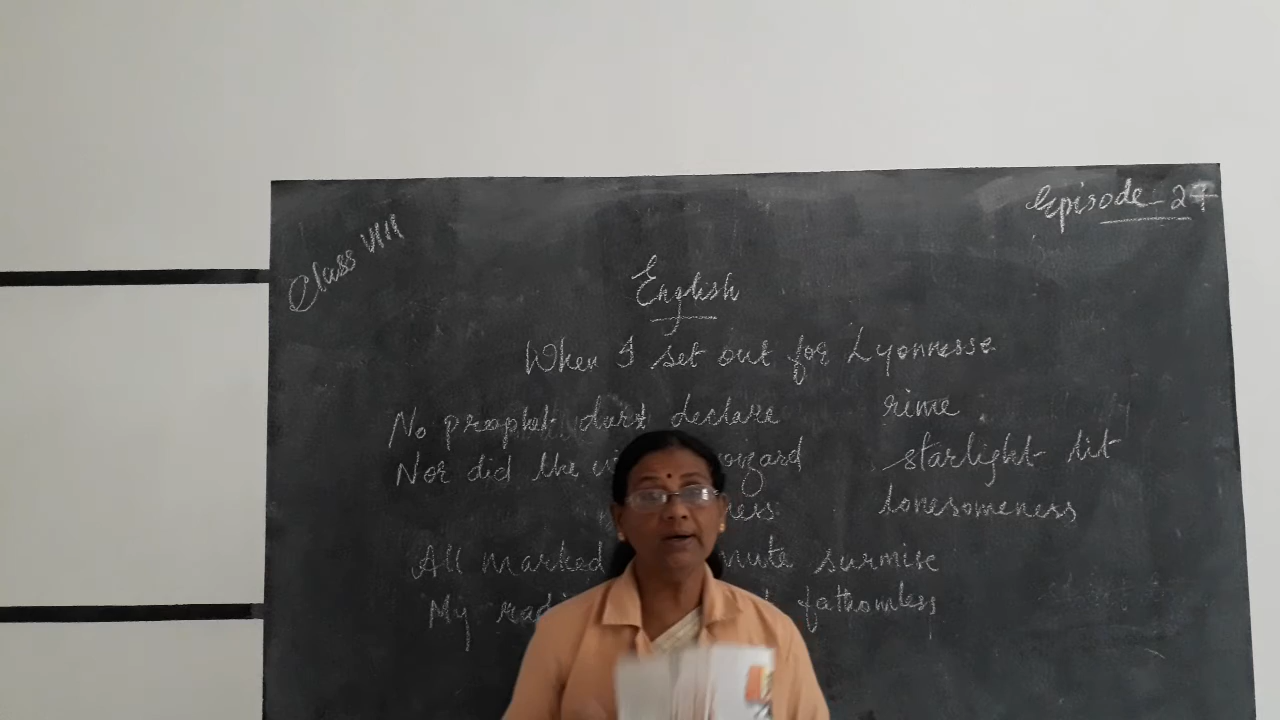 Class VIII
Episode - 27
English
When I set out for Lyonnesse
No prophet durst declare
rime
Nor did the wizard
starlight lit
lonesomeness
All marked mute surmise
My fathomless